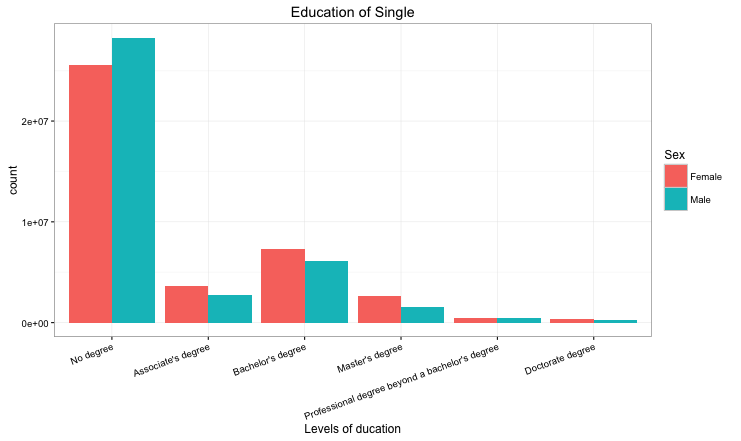 Education of Single
count
2e+07
1e+07
0e+00
No degree
Associate's degree
Bachelor's degree
Master's degree
Professional degree beyond a bachelor's degree
Doctorate degree
Levels of ducation
Sex
Female
Male